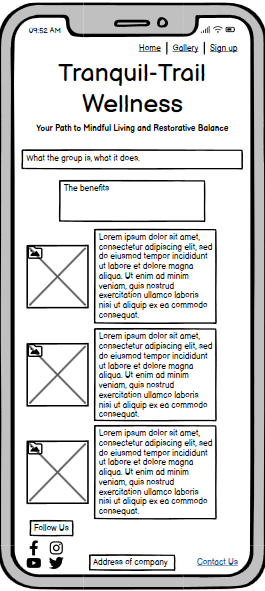 09:52 AM
Home | Gallery | Sign up
Tranquil-Trail
Wellness
Your Path to Mindful Living and Restorative Balance
What the group is, what it does.
The benefits
Lorem ipsum dolor sit amet,
consectetur adipiscing elit, sed
do eiusmod tempor incididunt
ut labore et dolore magna
aliqua. Ut enim ad minim
veniam, quis nostrud
exercitation ullamco laboris
nisi ut aliquip ex ea commodo
consequat.
Lorem ipsum dolor sit amet,
consectetur adipiscing elit, sed
do eiusmod tempor incididunt
ut labore et dolore magna
aliqua. Ut enim ad minim
veniam, quis nostrud
exercitation ullamco laboris
nisi ut aliquip ex ea commodo
consequat.
Lorem ipsum dolor sit amet,
consectetur adipiscing elit, sed
do eiusmod tempor incididunt
ut labore et dolore magna
aliqua. Ut enim ad minim
veniam, quis nostrud
exercitation ullamco laboris
nisi ut aliquip ex ea commodo
consequat.
Follow Us
Address of company
Contact Us